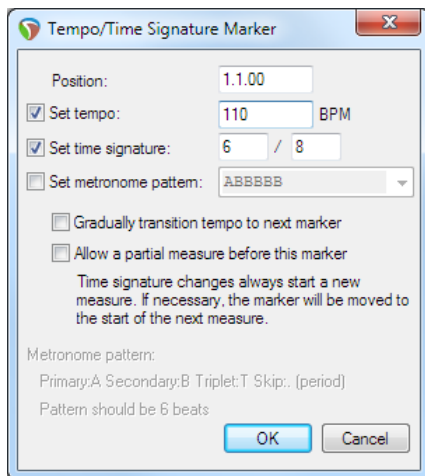 Tempo/Time Signature Marker
Position: 1.1.00
Set tempo: 110 BPM
Set time signature: 6 / 8
Set metronome pattern: ABBBBB
Gradually transition tempo to next marker
Allow a partial measure before this marker
Time signature changes always start a new
measure. If necessary, the marker will be moved to
the start of the next measure.
Metronome pattern:
Primary:A Secondary:B Triplet:T Skip:. (period)
Pattern should be 6 beats
OK Cancel